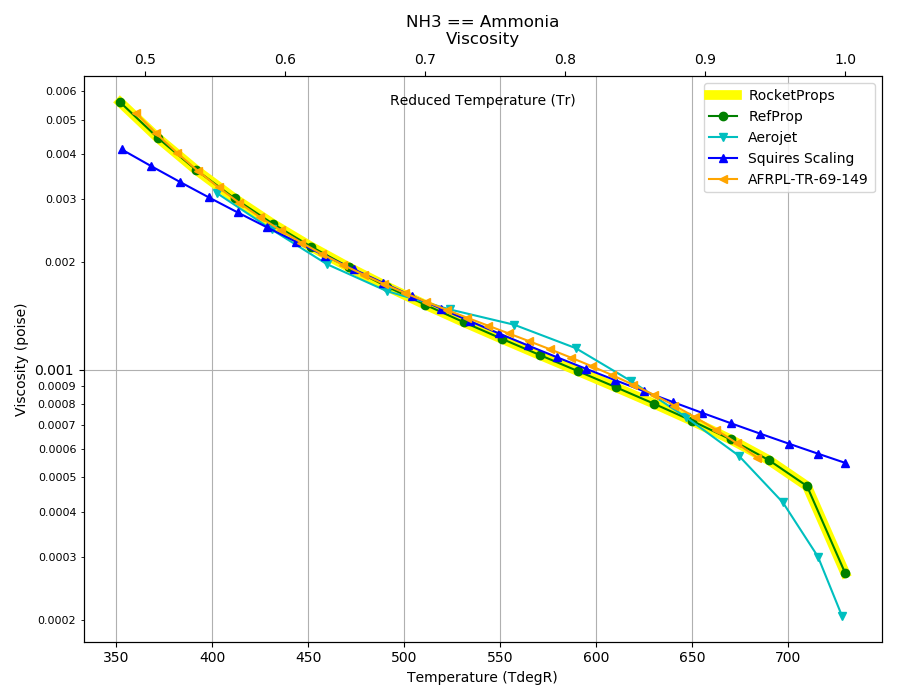 NH3 == Ammonia
Viscosity
0.5 0.6 0.7 0.8 0.9 1.0
Reduced Temperature (Tr)
RocketProps
RefProp
Aerojet
Squires Scaling
AFRPL-TR-69-149
0.006
0.005
0.004
0.003
0.002
0.001
0.0009
0.0008
0.0007
0.0006
0.0005
0.0004
0.0003
0.0002
Viscosity (poise)
350 400 450 500 550 600 650 700
Temperature (TdegR)